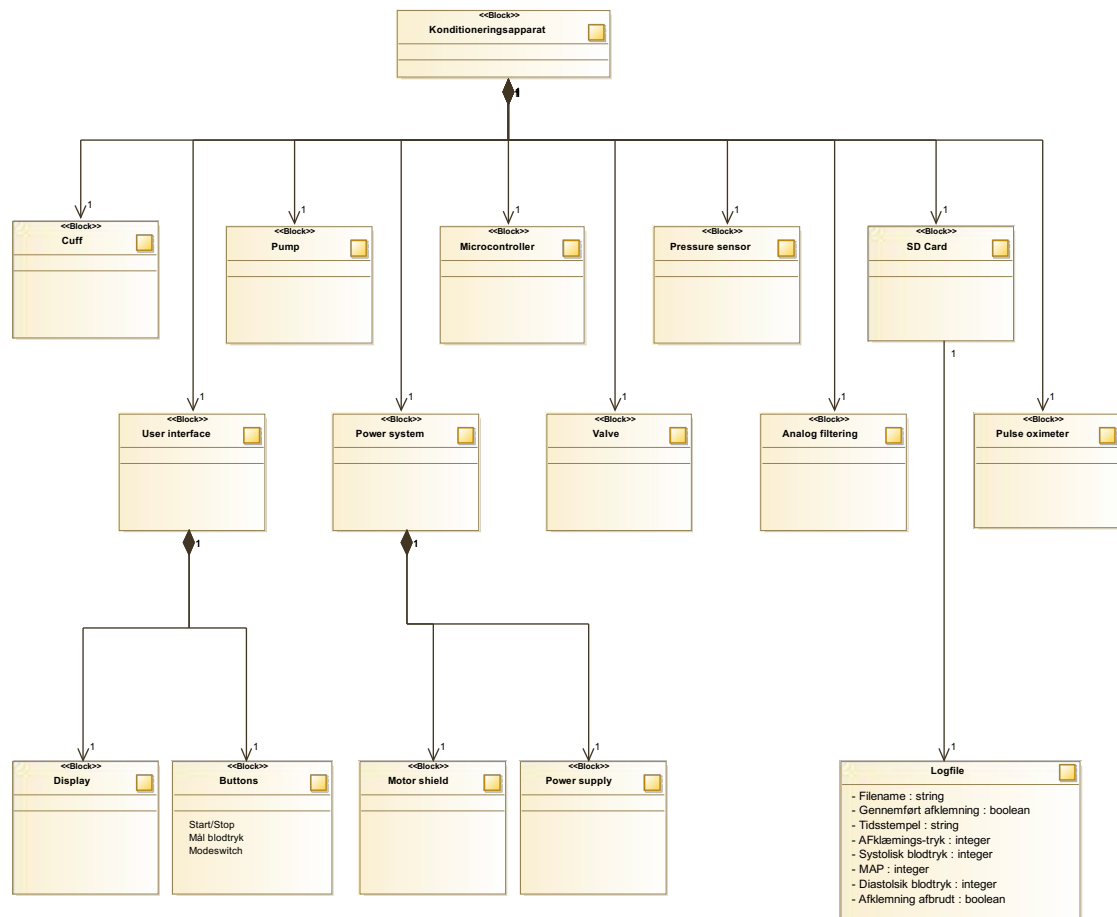 <<Block>>
Konditioneringsapparat
1
1
1
1
1
1
<<Block>>
Cuff
<<Block>>
Pump
<<Block>>
Microcontroller
<<Block>>
Pressure sensor
<<Block>>
SD Card
1
1
1
1
1
1
<<Block>>
User interface
<<Block>>
Power system
<<Block>>
Valve
<<Block>>
Analog filtering
<<Block>>
Pulse oximeter
1
1
1
1
1
1
1
<<Block>>
Display
<<Block>>
Buttons
Start/Stop
Mål blodtryk
Modeswitch
<<Block>>
Motor shield
<<Block>>
Power supply
Logfile
- Filename : string
- Gennemført afklemning : boolean
- Tidsstempel : string
- AFklæmings-tryk : integer
- Systolisk blodtryk : integer
- MAP : integer
- Diastolsik blodtryk : integer
- Afklemning afbrudt : boolean